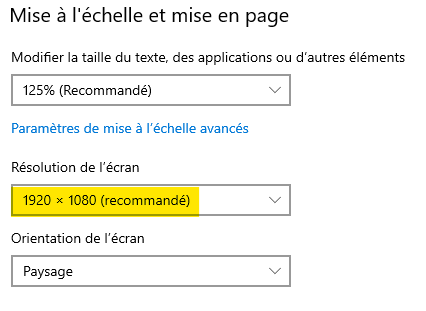 Mise à l'échelle et mise en page
Modifier la taille du texte, des applications ou d’autres éléments
125% (Recommandé)
Paramètres de mise à l’échelle avancés
Résolution de l’écran
1920 × 1080 (recommandé)
Orientation de l’écran
Paysage